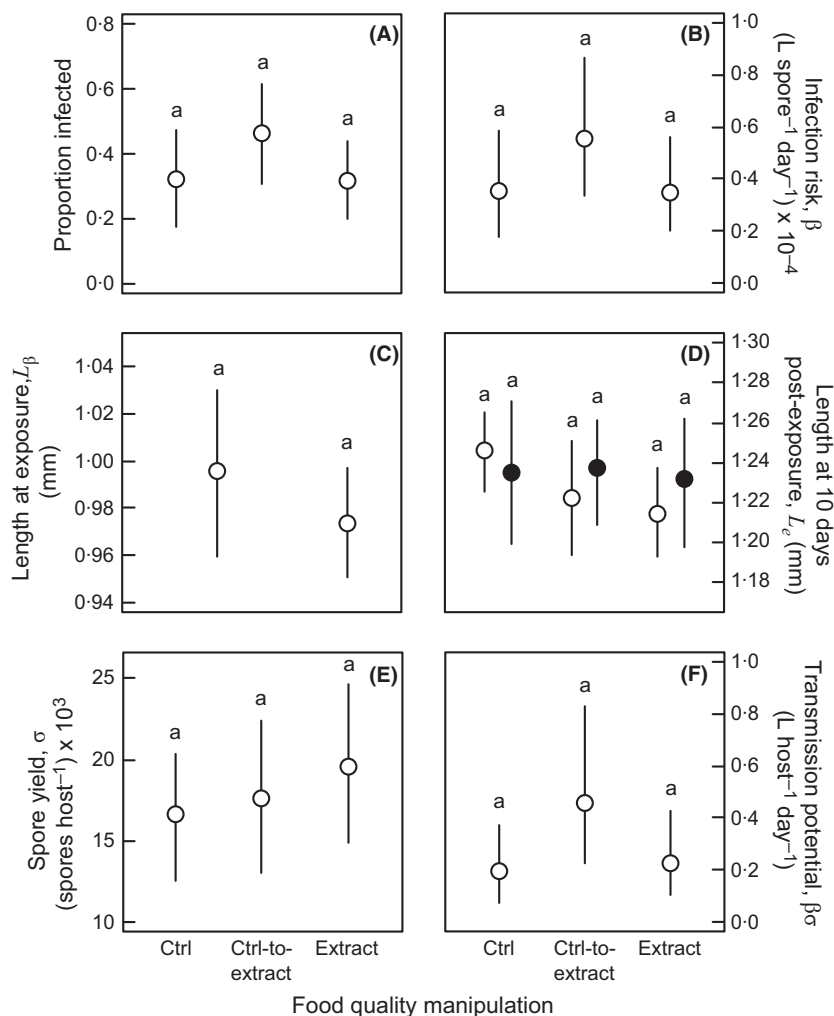 (A)
Proportion infected
0·8
0·6
0·4
0·2
0·0
a
a
a
(B)
Infection risk, β
(L spore⁻¹ day⁻¹) x 10⁻⁴
1·0
0·8
0·6
0·4
0·2
0·0
a
a
a
(C)
Length at exposure, Lβ
(mm)
1·04
1·02
1·00
0·98
0·96
0·94
a
a
(D)
Length at 10 days
post-exposure, Le (mm)
1·30
1·28
1·26
1·24
1·22
1·20
1·18
a
a
a
a
a
a
(E)
Spore yield, σ
(spores host⁻¹) x 10³
25
20
15
10
a
a
a
(F)
Transmission potential, βσ
(L host⁻¹ day⁻¹)
1·0
0·8
0·6
0·4
0·2
0·0
a
a
a
Ctrl
Ctrl-to-
extract
Extract
Ctrl
Ctrl-to-
extract
Extract
Food quality manipulation